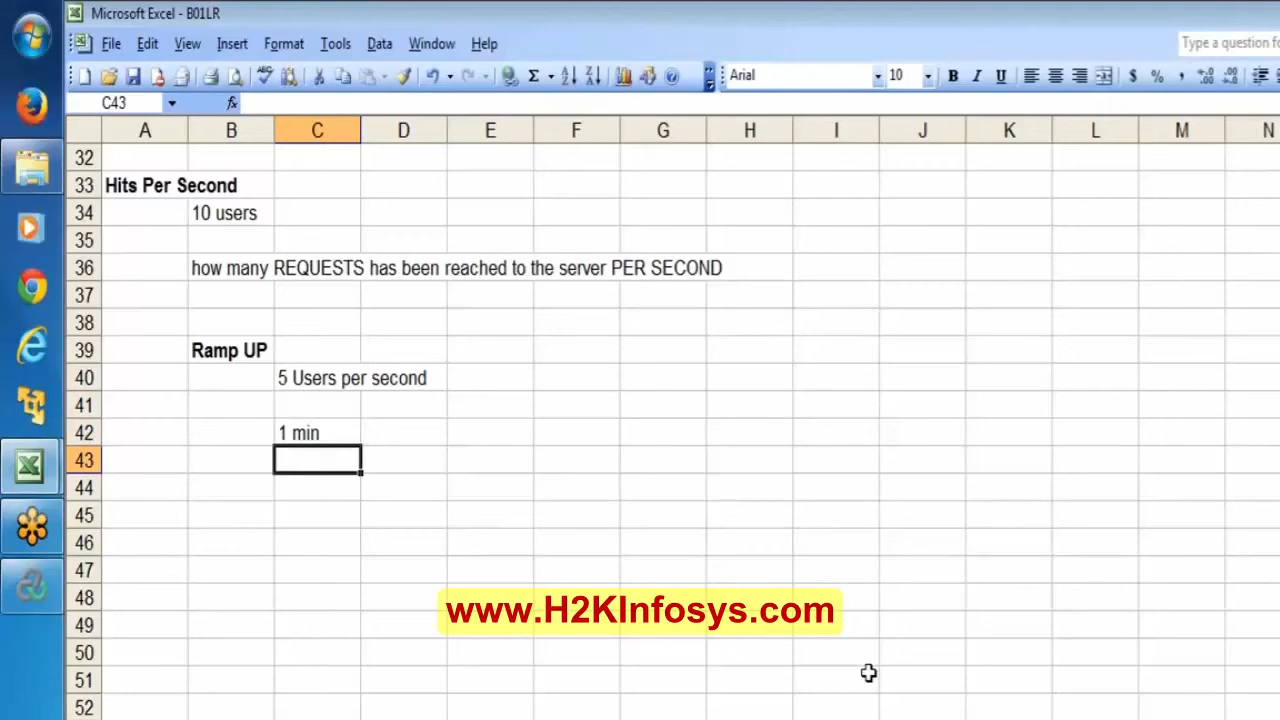 Microsoft Excel - B01LR
File Edit View Insert Format Tools Data Window Help
Type a question fo
Arial 10 B I U $ % ,
C43 fx
A B C D E F G H I J K L M N
32
33 Hits Per Second
34 10 users
35
36 how many REQUESTS has been reached to the server PER SECOND
37
38
39 Ramp UP
40 5 Users per second
41
42 1 min
43
44
45
46
47
48
49
50
51
52
www.H2KInfosys.com